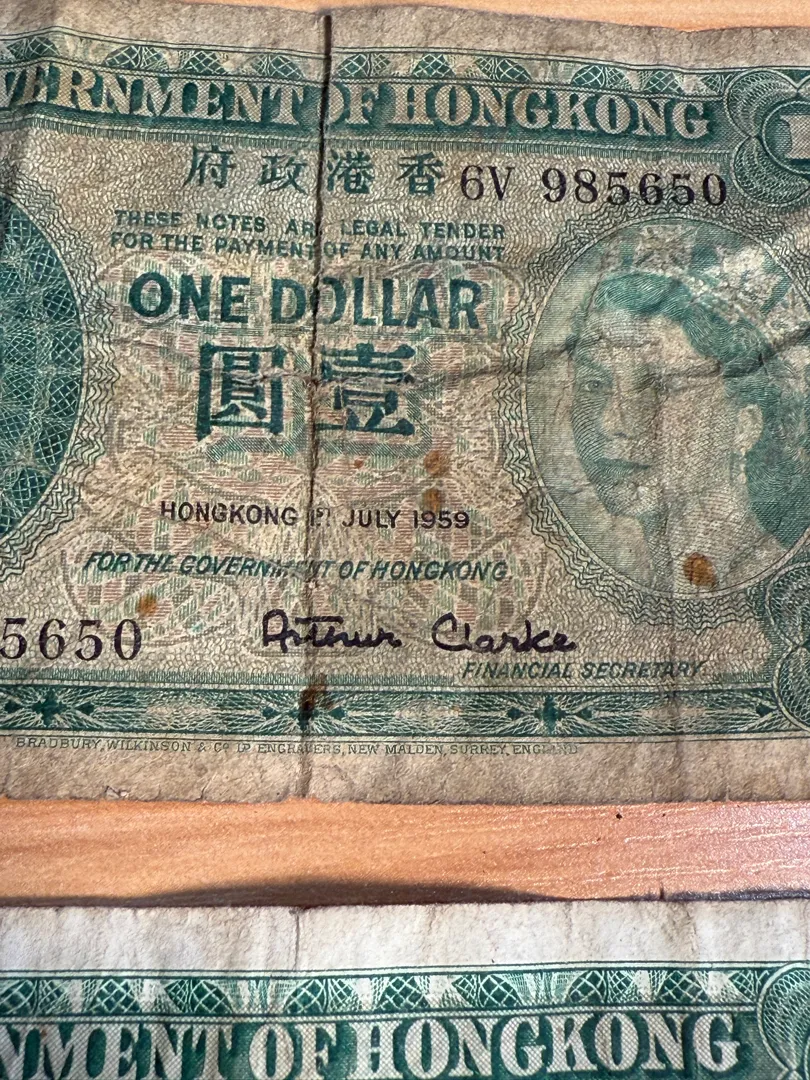 VERNMENT OF HONGKONG
府政港香
6V 985650
THESE NOTES ARE LEGAL TENDER
FOR THE PAYMENT OF ANY AMOUNT
ONE DOLLAR
圓壹
HONGKONG 1ST JULY 1959
FOR THE GOVERNMENT OF HONGKONG.
5650
Arthur Clarke
FINANCIAL SECRETARY
BRADBURY, WILKINSON & Co. LD. ENGRAVERS, NEW MALDEN, SURREY, ENGLAND
NMENT OF HONGKONG